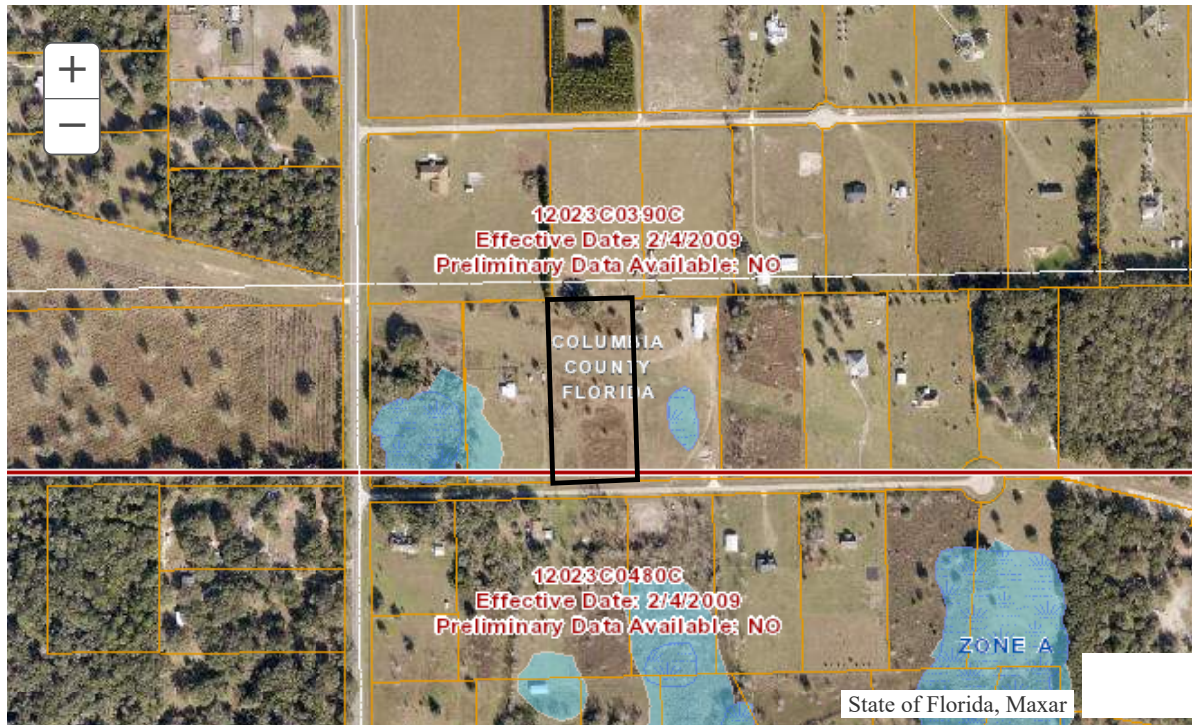 +
−
12023C0390C
Effective Date: 2/4/2009
Preliminary Data Available: NO
COLUMBIA
COUNTY
FLORIDA
12023C0480C
Effective Date: 2/4/2009
Preliminary Data Available: NO
ZONE A
State of Florida, Maxar